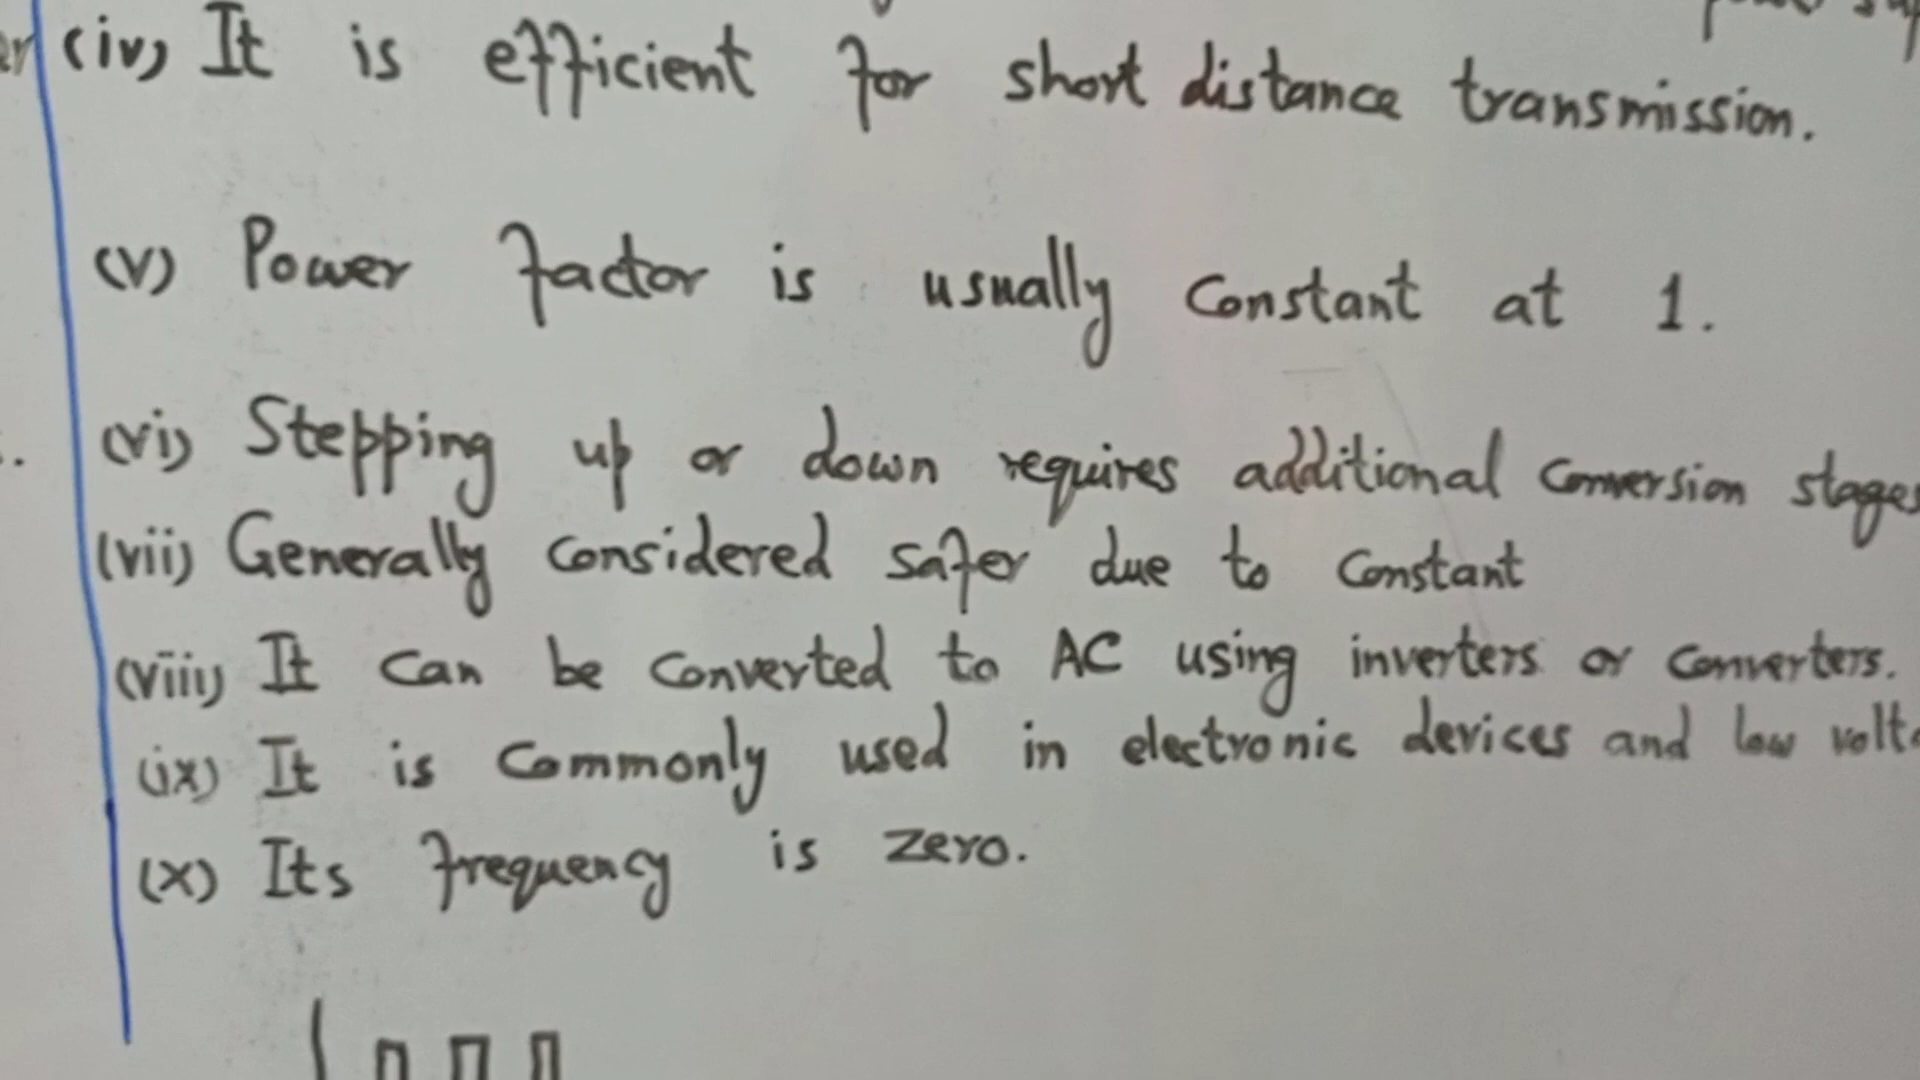 (iv) It is efficient for short distance transmission.
(v) Power factor is usually constant at 1.
(vi) Stepping up or down requires additional conversion stages
(vii) Generally considered safer due to constant
(viii) It can be converted to AC using inverters or converters.
(ix) It is commonly used in electronic devices and low volta
(x) Its frequency is zero.